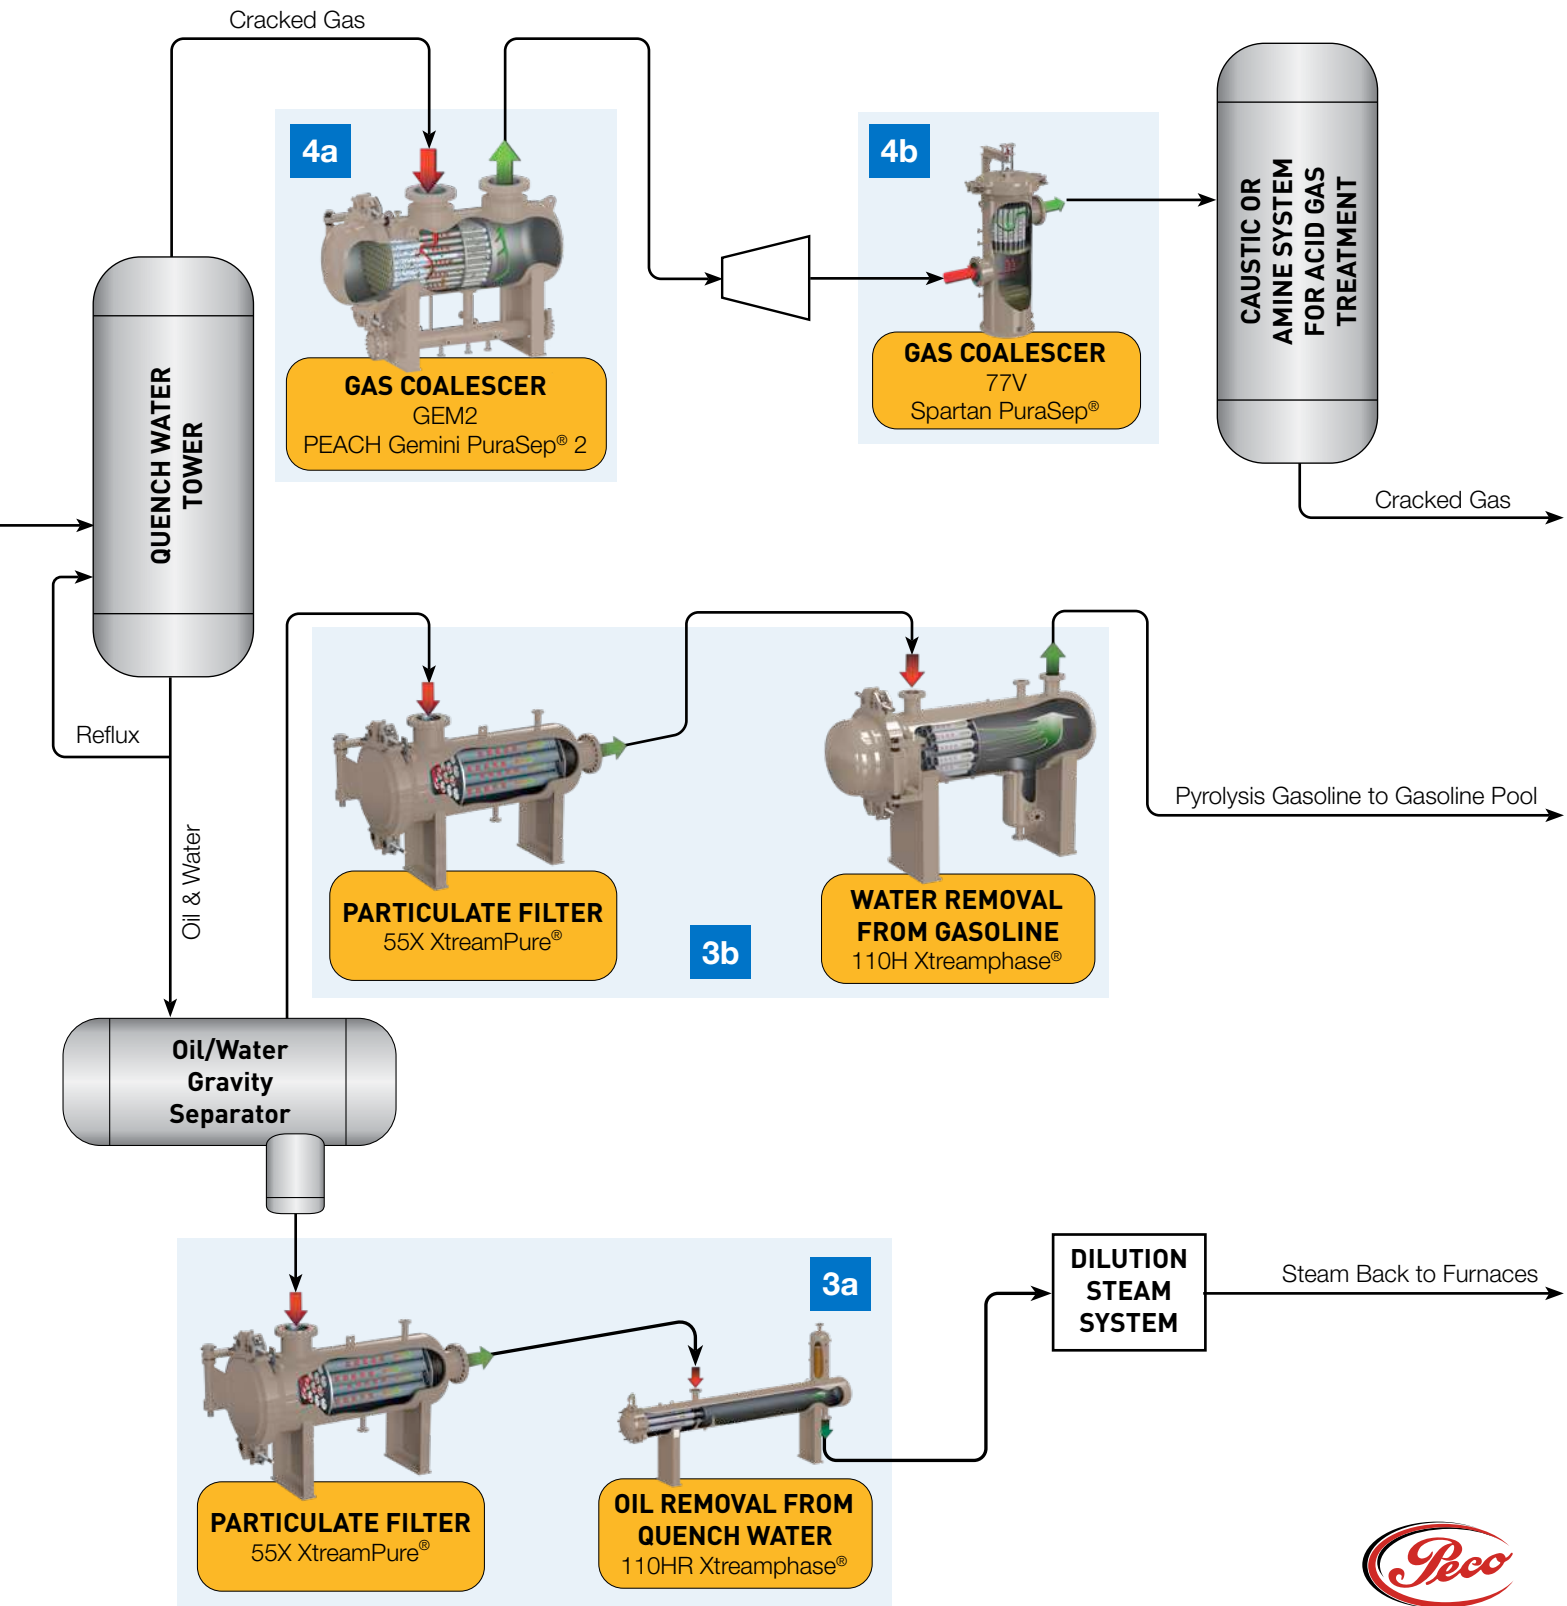 Cracked Gas
4a
GAS COALESCER
GEM2
PEACH Gemini PuraSep® 2
4b
GAS COALESCER
77V
Spartan PuraSep®
CAUSTIC OR
AMINE SYSTEM
FOR ACID GAS
TREATMENT
Cracked Gas
QUENCH WATER
TOWER
Reflux
Oil & Water
PARTICULATE FILTER
55X XtreamPure®
3b
WATER REMOVAL
FROM GASOLINE
110H Xtreamphase®
Pyrolysis Gasoline to Gasoline Pool
Oil/Water
Gravity
Separator
3a
PARTICULATE FILTER
55X XtreamPure®
OIL REMOVAL FROM
QUENCH WATER
110HR Xtreamphase®
DILUTION
STEAM
SYSTEM
Steam Back to Furnaces
Peco